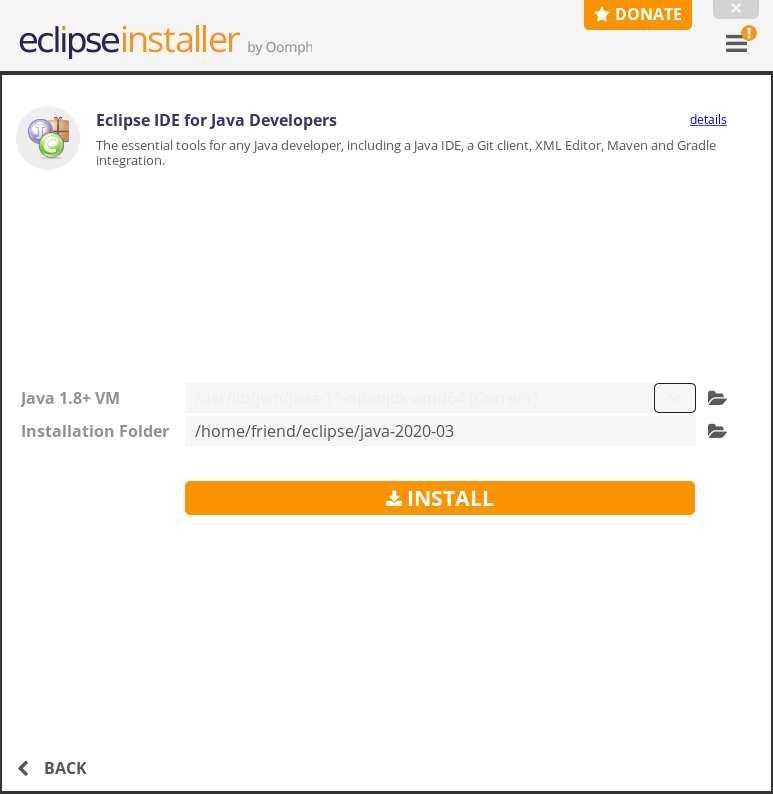 DONATE
eclipseinstaller by Oomph
Eclipse IDE for Java Developers
details
The essential tools for any Java developer, including a Java IDE, a Git client, XML Editor, Maven and Gradle
integration.
Java 1.8+ VM /usr/lib/jvm/java-11-openjdk-amd64 (Current)
Installation Folder /home/friend/eclipse/java-2020-03
INSTALL
BACK